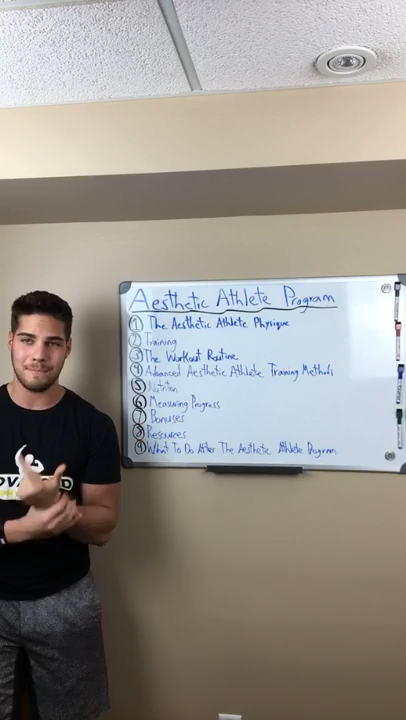 Aesthetic Athlete Program
① The Aesthetic Athlete Physique
② Training
③ The Workout Routine
④ Advanced Aesthetic Athlete Training Methods
⑤ Nutrition
⑥ Measuring Progress
⑦ Bonuses
⑧ Resources
⑨ What To Do After The Aesthetic Athlete Program